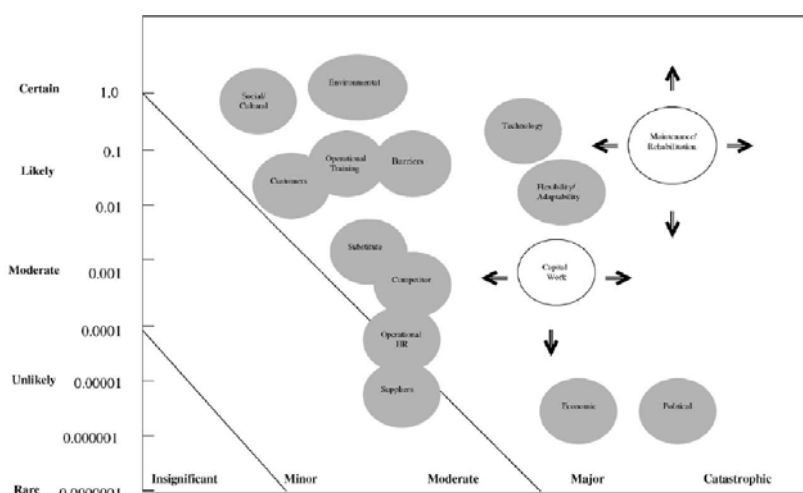 Certain
1.0
Social/
Cultural
Environmental
Technology
Maintenance/
Rehabilitation
0.1
Likely
Customers
Operational
Training
Barriers
Flexibility/
Adaptability
0.01
Moderate
0.001
Substitute
Competitor
Capital
Work
0.0001
Operational
HR
Unlikely
0.00001
Suppliers
Economic
Political
0.000001
Rare
0.0000001
Insignificant
Minor
Moderate
Major
Catastrophic